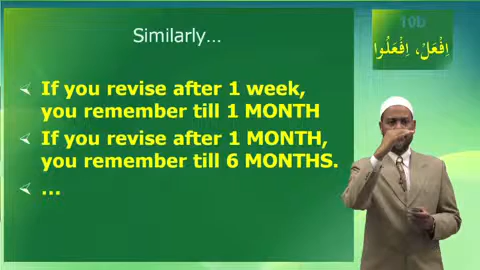 10b
اِفْعَلْ، اِفْعَلُوا
Similarly...
If you revise after 1 week,
you remember till 1 MONTH
If you revise after 1 MONTH,
you remember till 6 MONTHS.
...